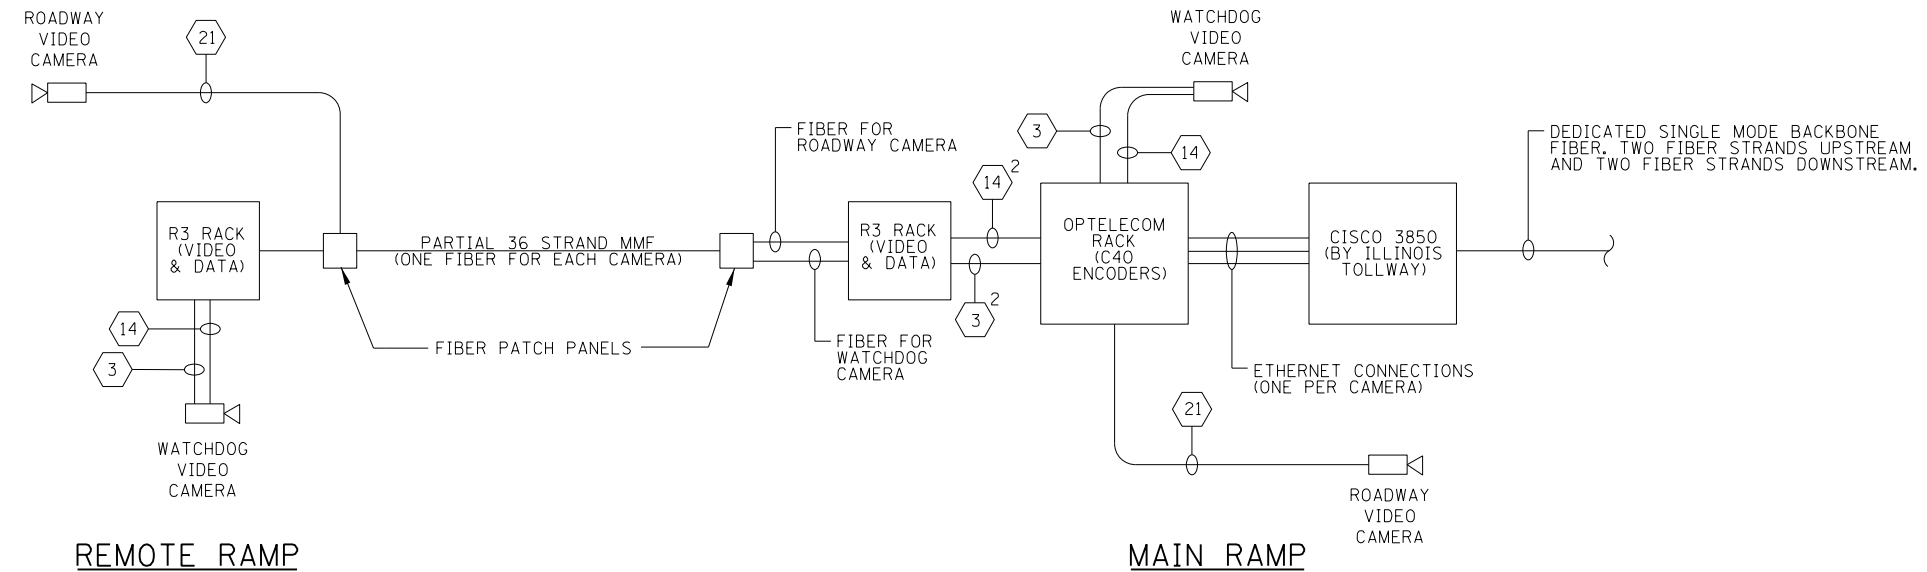 ROADWAY
VIDEO
CAMERA
21
R3 RACK
(VIDEO
& DATA)
14
3
WATCHDOG
VIDEO
CAMERA
REMOTE RAMP
PARTIAL 36 STRAND MMF
(ONE FIBER FOR EACH CAMERA)
FIBER PATCH PANELS
FIBER FOR
ROADWAY CAMERA
FIBER FOR
WATCHDOG
CAMERA
R3 RACK
(VIDEO
& DATA)
14 2
3 2
WATCHDOG
VIDEO
CAMERA
3
14
OPTELECOM
RACK
(C40
ENCODERS)
CISCO 3850
(BY ILLINOIS
TOLLWAY)
DEDICATED SINGLE MODE BACKBONE
FIBER. TWO FIBER STRANDS UPSTREAM
AND TWO FIBER STRANDS DOWNSTREAM.
ETHERNET CONNECTIONS
(ONE PER CAMERA)
21
ROADWAY
VIDEO
CAMERA
MAIN RAMP